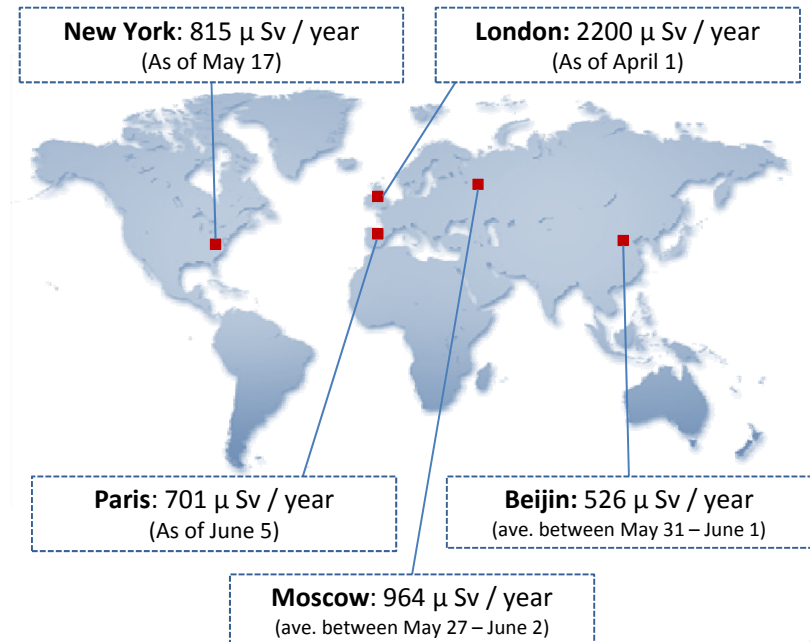 New York: 815 μ Sv / year
(As of May 17)
London: 2200 μ Sv / year
(As of April 1)
Paris: 701 μ Sv / year
(As of June 5)
Beijin: 526 μ Sv / year
(ave. between May 31 – June 1)
Moscow: 964 μ Sv / year
(ave. between May 27 – June 2)